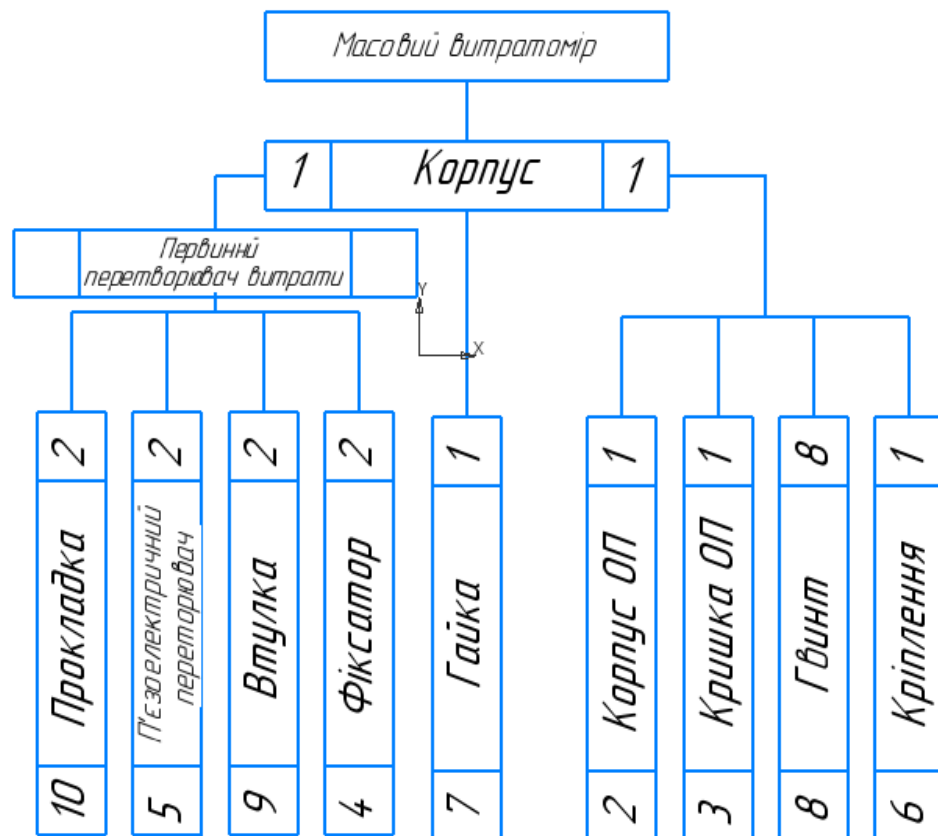 Масовий витратомір
1 Корпус 1
Первинні
перетворювач витрати
Y
X
2 2 2 2 1 1 1 8 1
Прокладка
П'єзоелектричний
переторювач
Втулка
Фіксатор
Гайка
Корпус ОП
Кришка ОП
Гвинт
Кріплення
10 5 9 4 7 2 3 8 6